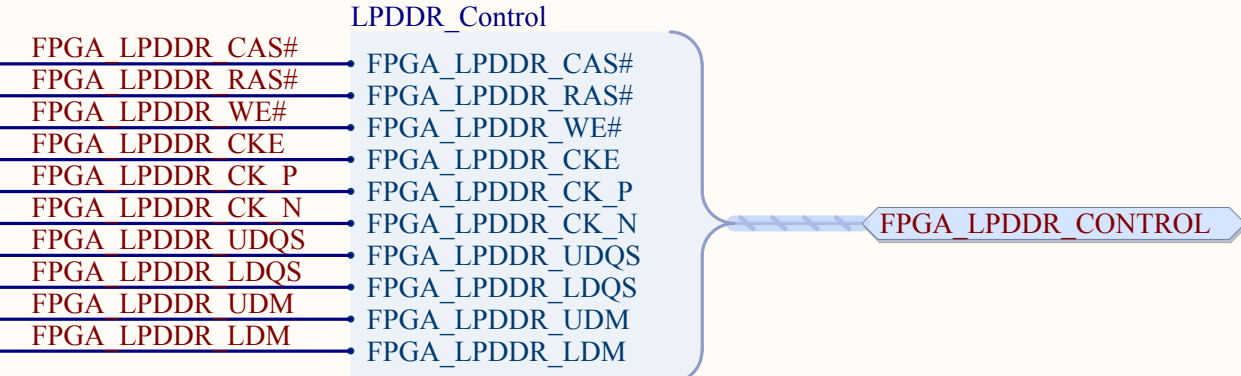 LPDDR_Control
FPGA_LPDDR_CAS# FPGA_LPDDR_CAS#
FPGA_LPDDR_RAS# FPGA_LPDDR_RAS#
FPGA_LPDDR_WE# FPGA_LPDDR_WE#
FPGA_LPDDR_CKE FPGA_LPDDR_CKE
FPGA_LPDDR_CK_P FPGA_LPDDR_CK_P
FPGA_LPDDR_CK_N FPGA_LPDDR_CK_N
FPGA_LPDDR_CONTROL
FPGA_LPDDR_UDQS FPGA_LPDDR_UDQS
FPGA_LPDDR_LDQS FPGA_LPDDR_LDQS
FPGA_LPDDR_UDM FPGA_LPDDR_UDM
FPGA_LPDDR_LDM FPGA_LPDDR_LDM